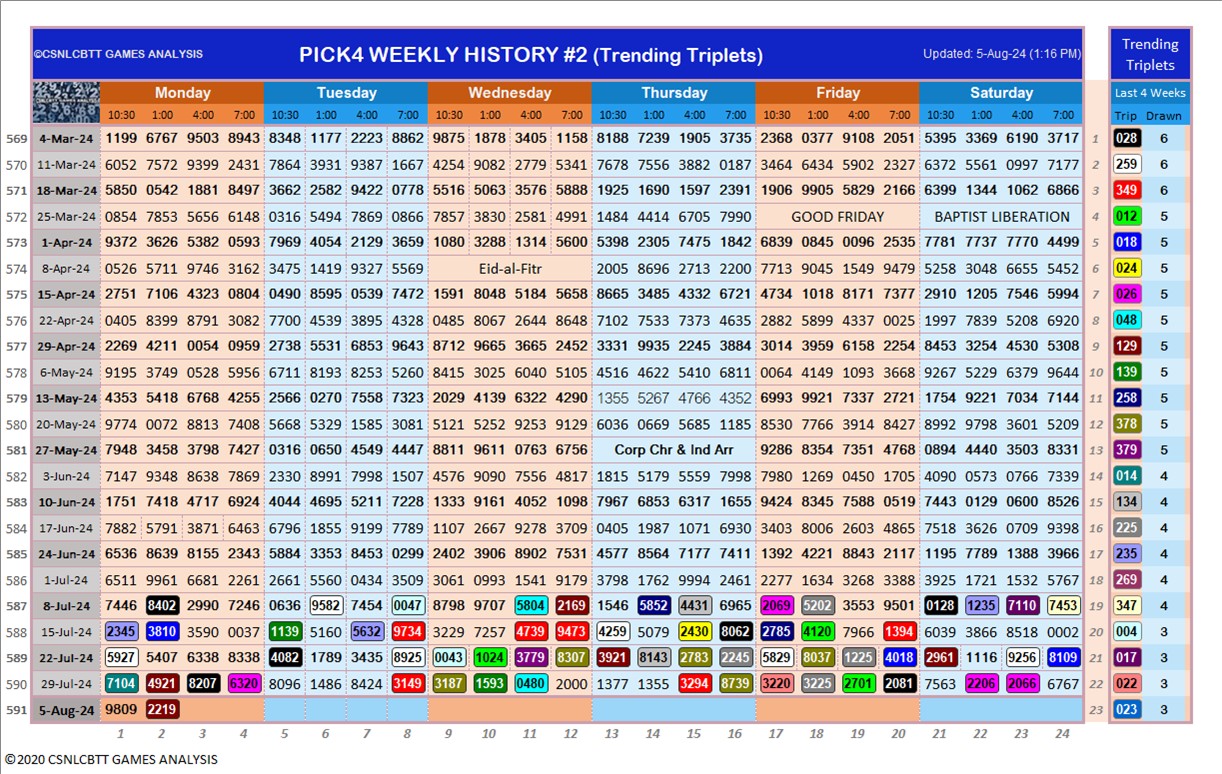 ©CSNLCBTT GAMES ANALYSIS PICK4 WEEKLY HISTORY #2 (Trending Triplets) Updated: 5-Aug-24 (1:16 PM) Trending Triplets
Monday Tuesday Wednesday Thursday Friday Saturday Last 4 Weeks
10:30 1:00 4:00 7:00 10:30 1:00 4:00 7:00 10:30 1:00 4:00 7:00 10:30 1:00 4:00 7:00 10:30 1:00 4:00 7:00 10:30 1:00 4:00 7:00 Trip Drawn
569 4-Mar-24 1199 6767 9503 8943 8348 1177 2223 8862 9875 1878 3405 1158 8188 7239 1905 3735 2368 0377 9108 2051 5395 3369 6190 3717 1 028 6
570 11-Mar-24 6052 7572 9399 2431 7864 3931 9387 1667 4254 9082 2779 5341 7678 7556 3882 0187 3464 6434 5902 2327 6372 5561 0997 7177 2 259 6
571 18-Mar-24 5850 0542 1881 8497 3662 2582 9422 0778 5516 5063 3576 5888 1925 1690 1597 2391 1906 9905 5829 2166 6399 1344 1062 6866 3 349 6
572 25-Mar-24 0854 7853 5656 6148 0316 5494 7869 0866 7857 3830 2581 4991 1484 4414 6705 7990 GOOD FRIDAY BAPTIST LIBERATION 4 012 5
573 1-Apr-24 9372 3626 5382 0593 7969 4054 2129 3659 1080 3288 1314 5600 5398 2305 7475 1842 6839 0845 0096 2535 7781 7737 7770 4499 5 018 5
574 8-Apr-24 0526 5711 9746 3162 3475 1419 9327 5569 Eid-al-Fitr 2005 8696 2713 2200 7713 9045 1549 9479 5258 3048 6655 5452 6 024 5
575 15-Apr-24 2751 7106 4323 0804 0490 8595 0539 7472 1591 8048 5184 5658 8665 3485 4332 6721 4734 1018 8171 7377 2910 1205 7546 5994 7 026 5
576 22-Apr-24 0405 8399 8791 3082 7700 4539 3895 4328 0485 8067 2644 8648 7102 7533 7373 4635 2882 5899 4337 0025 1997 7839 5208 6920 8 048 5
577 29-Apr-24 2269 4211 0054 0959 2738 5531 6853 9643 8712 9665 3665 2452 3331 9935 2245 3884 3014 3959 6158 2254 8453 3254 4530 5308 9 129 5
578 6-May-24 9195 3749 0528 5956 6711 8193 8253 5260 8415 3025 6040 5105 4516 4622 5410 6811 0064 4149 1093 3668 9267 5229 6379 9644 10 139 5
579 13-May-24 4353 5418 6768 4255 2566 0270 7558 7323 2029 4139 6322 4290 1355 5267 4766 4352 6993 9921 7337 2721 1754 9221 7034 7144 11 258 5
580 20-May-24 9774 0072 8813 7408 5668 5329 1585 3081 5121 5252 9253 9129 6036 0669 5685 1185 8530 7766 3914 8427 8992 9798 3601 5209 12 378 5
581 27-May-24 7948 3458 3798 7427 0316 0650 4549 4447 8811 9611 0763 6756 Corp Chr & Ind Arr 9286 8354 7351 4768 0894 4440 3503 8331 13 379 5
582 3-Jun-24 7147 9348 8638 7869 2330 8991 7998 1507 1576 9090 7556 4817 1815 5179 5559 7998 7980 1269 0450 1705 4090 0573 0766 7339 14 014 4
583 10-Jun-24 1751 7418 4717 6924 4044 4695 5211 7228 1333 9161 4052 1098 7967 6853 6317 1655 9424 8345 7588 0519 7443 0129 0600 8526 15 134 4
584 17-Jun-24 7882 5791 3871 6463 6796 1855 9199 7789 1107 2667 9278 3709 0405 1987 1071 6930 3403 8006 2603 4865 7518 3626 0709 9398 16 225 4
585 24-Jun-24 6536 8639 8155 2343 5884 3353 8453 0299 2402 3906 8902 7531 4577 8564 7177 7411 1392 4221 8843 2117 1195 7789 1388 3966 17 235 4
586 1-Jul-24 6511 9961 6681 2261 2661 5560 0434 3509 3061 0993 1541 9179 3798 1762 9994 2461 2277 1634 3268 3388 3925 1721 1532 5767 18 269 4
587 8-Jul-24 7446 8402 2990 7246 0636 9582 7454 0047 8798 9707 5804 2169 1546 5852 4431 6965 2069 5202 3553 9501 0128 1235 7110 7453 19 347 4
588 15-Jul-24 2345 3810 3590 0037 1139 5160 5632 9734 3229 7257 4739 9473 4259 5079 2430 8062 2785 4120 7966 1394 6039 3866 8518 0002 20 004 3
589 22-Jul-24 5927 5407 6338 8338 4082 1789 3435 8925 0043 1024 3779 8307 3921 8143 2783 2245 5829 8037 1225 4018 2961 1116 9256 8109 21 017 3
590 29-Jul-24 7104 4921 8207 6320 8096 1486 8424 3149 3187 1593 0480 2000 1377 1355 3294 8739 3220 3225 2701 2081 7563 2206 2066 6767 22 022 3
591 5-Aug-24 9809 2219 23 023 3
1 2 3 4 5 6 7 8 9 10 11 12 13 14 15 16 17 18 19 20 21 22 23 24
©2020 CSNLCBTT GAMES ANALYSIS